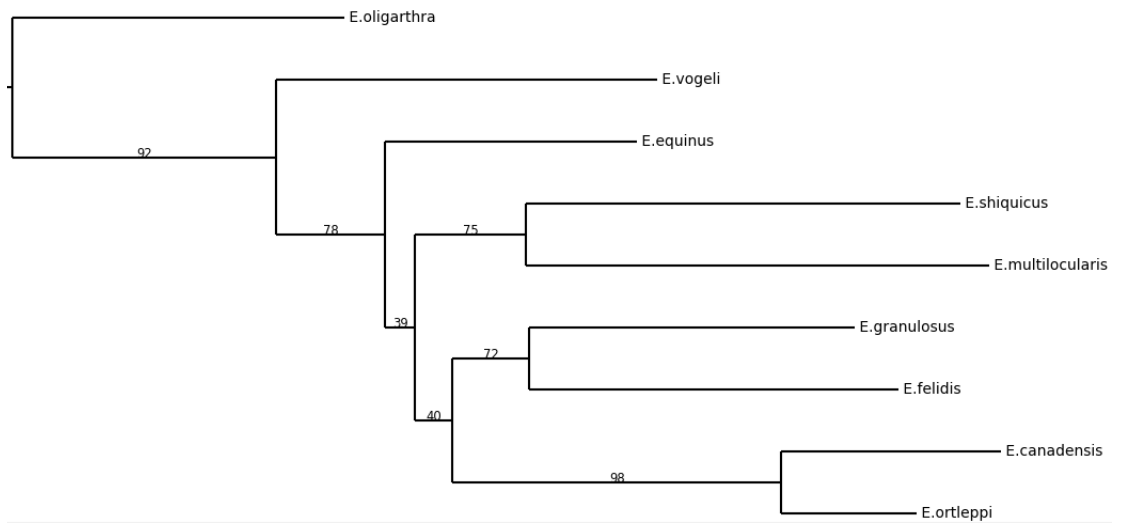 E.oligarthra
E.vogeli
E.equinus
92
E.shiquicus
78
75
E.multilocularis
39
E.granulosus
72
E.felidis
40
E.canadensis
98
E.ortleppi